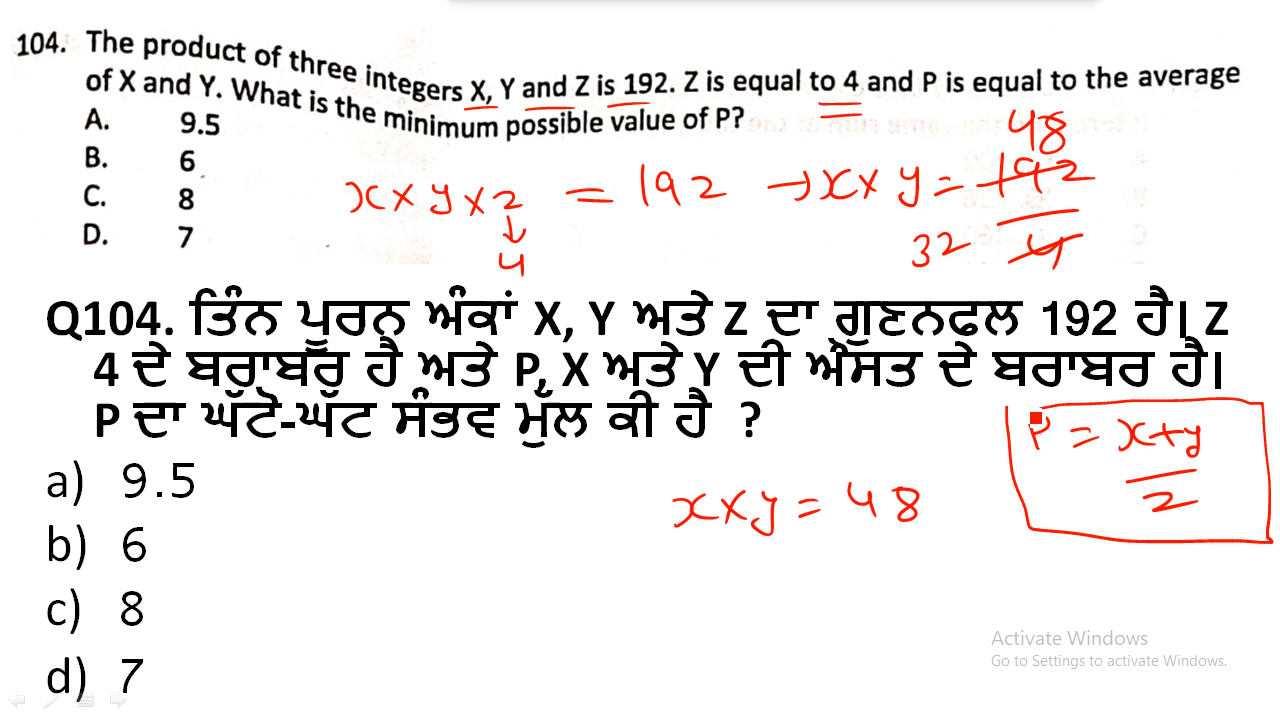 104. The product of three integers X, Y and Z is 192. Z is equal to 4 and P is equal to the average
of X and Y. What is the minimum possible value of P?
A. 9.5
B. 6
C. 8
D. 7
48
x × y × z = 192 → x × y = 192
4
32 4
Q104. ਤਿੰਨ ਪੂਰਨ ਅੰਕਾਂ X, Y ਅਤੇ Z ਦਾ ਗੁਣਨਫਲ 192 ਹੈ। Z
4 ਦੇ ਬਰਾਬਰ ਹੈ ਅਤੇ P, X ਅਤੇ Y ਦੀ ਔਸਤ ਦੇ ਬਰਾਬਰ ਹੈ।
P ਦਾ ਘੱਟੋ-ਘੱਟ ਸੰਭਵ ਮੁੱਲ ਕੀ ਹੈ ?
P = x+y
2
a) 9.5
x × y = 48
b) 6
c) 8
d) 7
Activate Windows
Go to Settings to activate Windows.